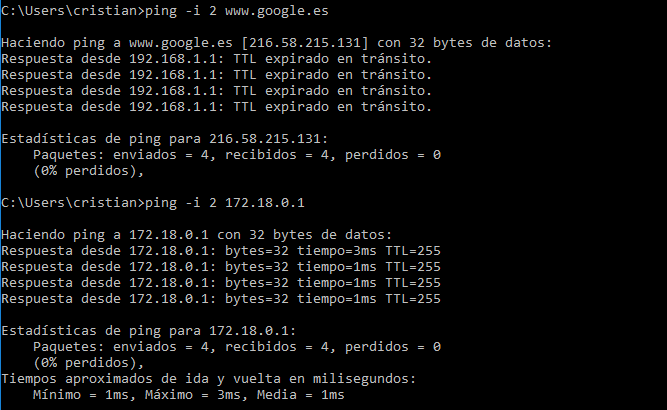 C:\Users\cristian>ping -i 2 www.google.es
Haciendo ping a www.google.es [216.58.215.131] con 32 bytes de datos:
Respuesta desde 192.168.1.1: TTL expirado en tránsito.
Respuesta desde 192.168.1.1: TTL expirado en tránsito.
Respuesta desde 192.168.1.1: TTL expirado en tránsito.
Respuesta desde 192.168.1.1: TTL expirado en tránsito.
Estadísticas de ping para 216.58.215.131:
    Paquetes: enviados = 4, recibidos = 4, perdidos = 0
    (0% perdidos),
C:\Users\cristian>ping -i 2 172.18.0.1
Haciendo ping a 172.18.0.1 con 32 bytes de datos:
Respuesta desde 172.18.0.1: bytes=32 tiempo=3ms TTL=255
Respuesta desde 172.18.0.1: bytes=32 tiempo=1ms TTL=255
Respuesta desde 172.18.0.1: bytes=32 tiempo=1ms TTL=255
Respuesta desde 172.18.0.1: bytes=32 tiempo=1ms TTL=255
Estadísticas de ping para 172.18.0.1:
    Paquetes: enviados = 4, recibidos = 4, perdidos = 0
    (0% perdidos),
Tiempos aproximados de ida y vuelta en milisegundos:
    Mínimo = 1ms, Máximo = 3ms, Media = 1ms